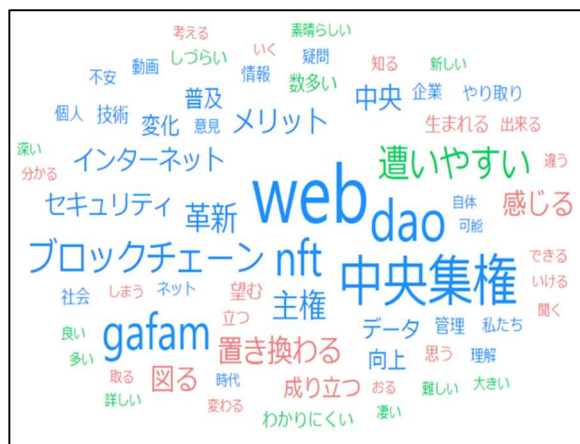 考える 素晴らしい
しづらい いく 疑問 知る 新しい
不安 動画 情報 数多い
個人 技術 普及 中央 企業 やり取り
変化 意見 メリット 生まれる 出来る
深い
分かる インターネット 遭いやすい 違う
セキュリティ 革新 web dao 自体 感じる
可能
ブロックチェーン nft 中央集権 できる
社会 しまう ネット 望む 主権 いける
立つ 聞く
良い gafam データ 管理 私たち
多い 置き換わる 向上 思う 理解
取る 図る 時代 成り立つ おる 難しい 大きい
詳しい 変わる わかりにくい 凄い